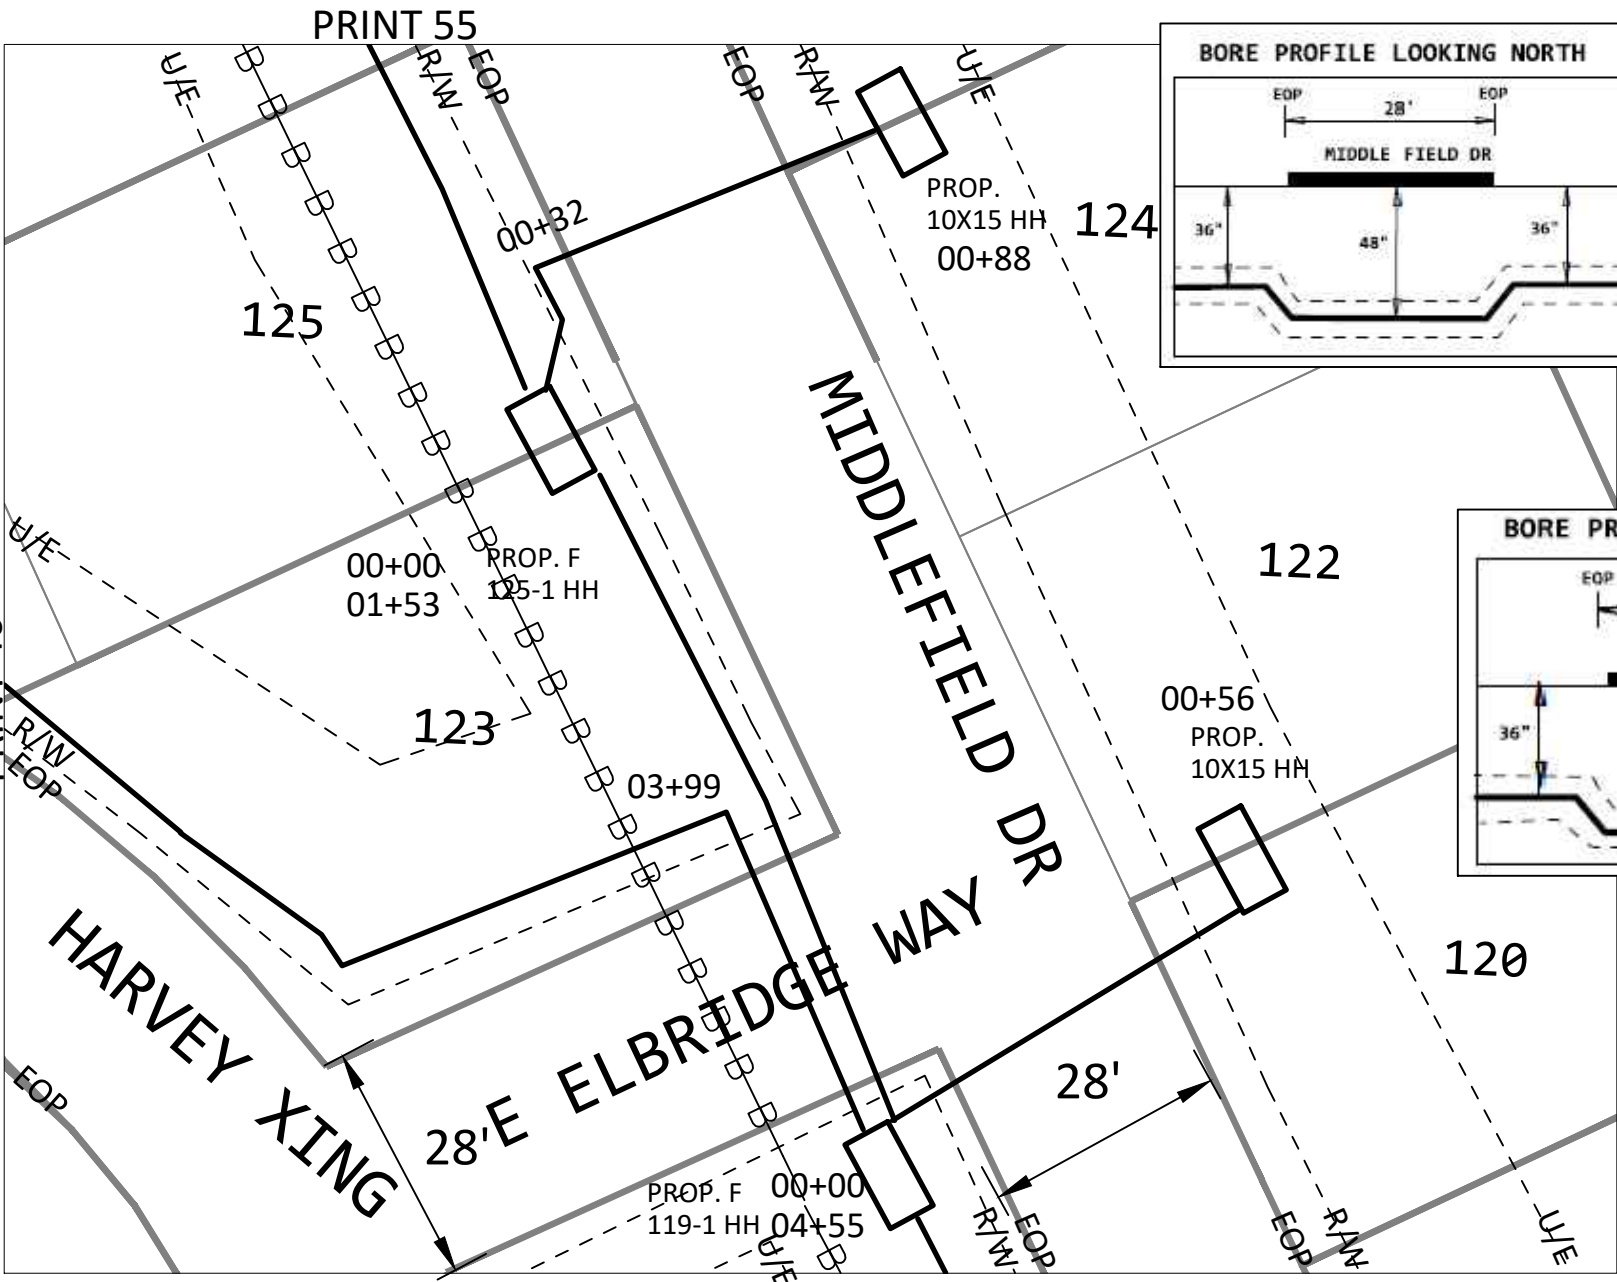 PRINT 55
U/E
B
R/W
EOP
EOP
R/W
U/E
BORE PROFILE LOOKING NORTH
EOP
EOP
28'
MIDDLE FIELD DR
36"
48"
36"
PROP.
10X15 HH
00+88
124
00+32
125
MIDDLEFIELD DR
U/E
00+00
01+53
PROP. F
125-1 HH
122
BORE PR
EOP
36"
00+56
PROP.
10X15 HH
123
R/W
EOP
03+99
HARVEY XING
E ELBRIDGE WAY
120
28'
28'
EOP
PROP. F
119-1 HH
00+00
04+55
U/E
R/W
EOP
EOP
R/W
U/E